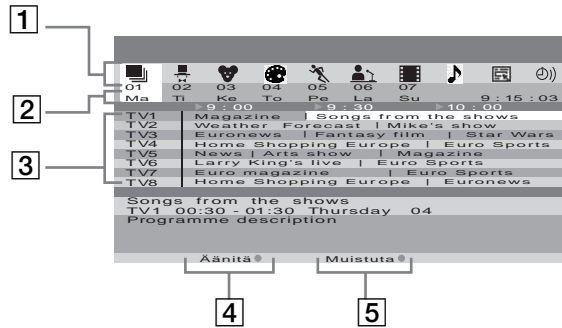 1
01 02 03 04 05 06 07
2
Ma Ti Ke To Pe La Su 9 : 15 : 03
9 : 00 9 : 30 10 : 00
TV1 Magazine | Songs from the shows
TV2 Weather Forecast | Mike's show
TV3 Euronews | Fantasy film | Star Wars
3
TV4 Home Shopping Europe | Euro Sports
TV5 News | Arts show | Magazine
TV6 Larry King's live | Euro Sports
TV7 Euro magazine | Euro Sports
TV8 Home Shopping Europe | Euronews
Songs from the shows
TV1 00:30 - 01:30 Thursday 04
Programme description
Äänitä Muistuta
4 5